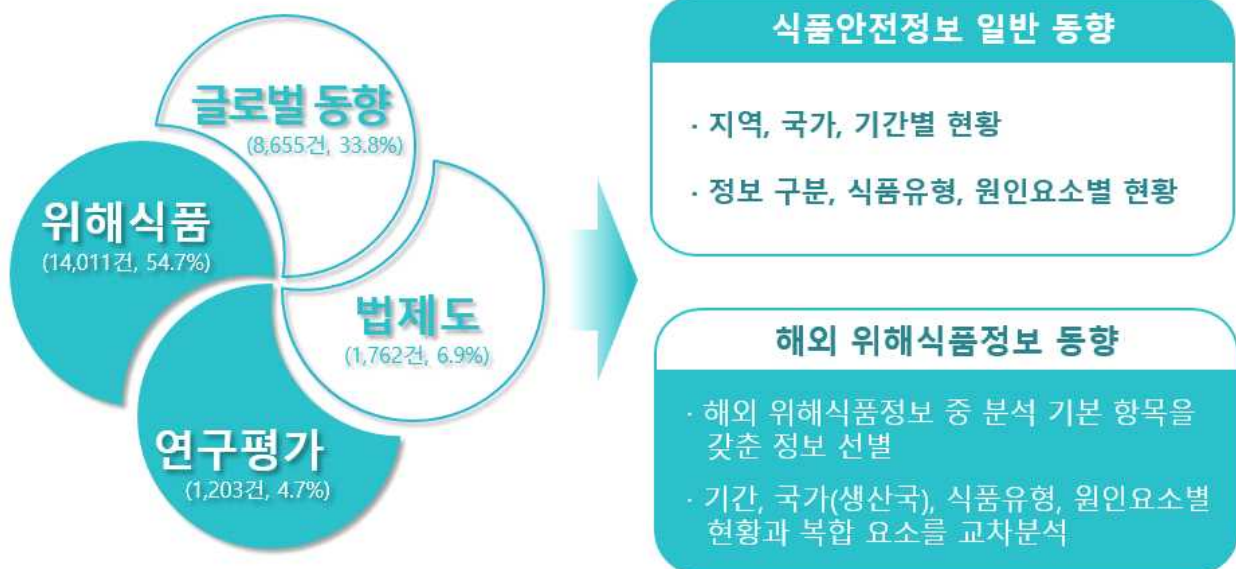 글로벌 동향
(8,655건, 33.8%)
위해식품
(14,011건, 54.7%)
법제도
(1,762건, 6.9%)
연구평가
(1,203건, 4.7%)
식품안전정보 일반 동향
· 지역, 국가, 기간별 현황
· 정보 구분, 식품유형, 원인요소별 현황
해외 위해식품정보 동향
· 해외 위해식품정보 중 분석 기본 항목을
갖춘 정보 선별
· 기간, 국가(생산국), 식품유형, 원인요소별
현황과 복합 요소를 교차분석